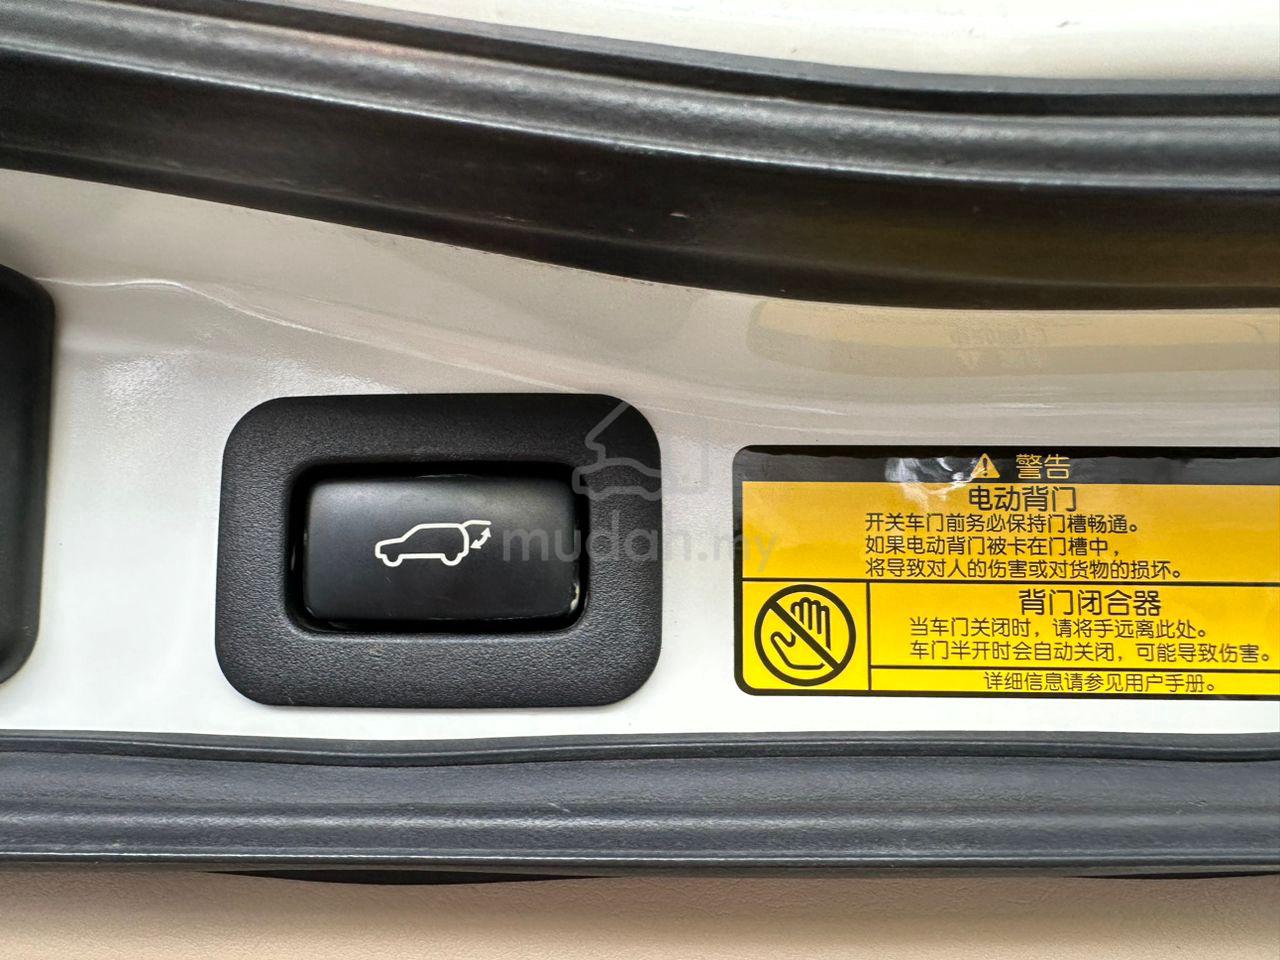 警告
电动背门
开关车门前务必保持门槽畅通。
如果电动背门被卡在门槽中，
将导致对人的伤害或对货物的损坏。
背门闭合器
当车门关闭时，请将手远离此处。
车门半开时会自动关闭，可能导致伤害。
详细信息请参见用户手册。
mudah.my